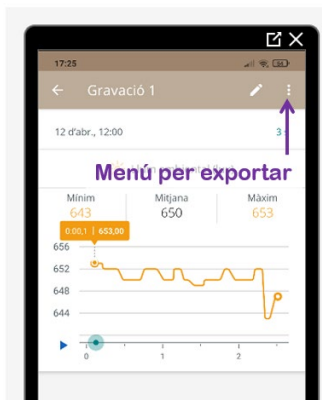 17:25
Gravació 1
12 d'abr., 12:00
Menú per exportar
Mínim Mitjana Màxim
643 650 653
0:00,1 | 653,00
656
652
648
644
0 1 2